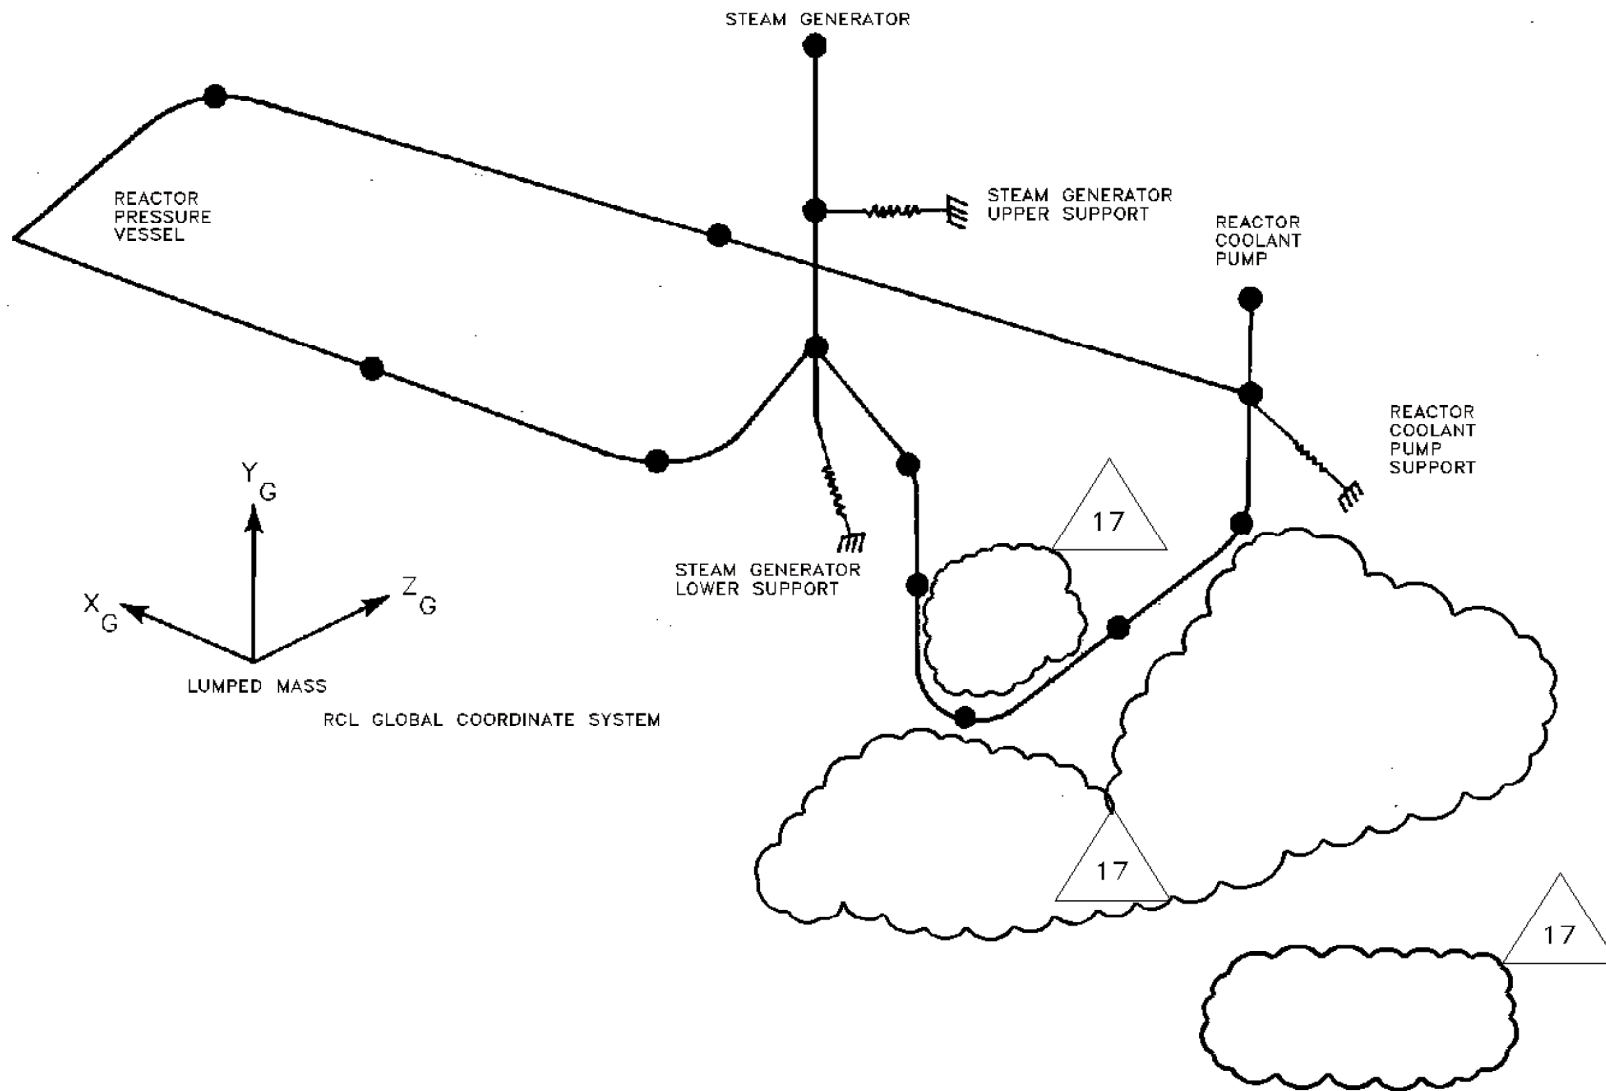 STEAM GENERATOR
REACTOR
PRESSURE
VESSEL
STEAM GENERATOR
UPPER SUPPORT
REACTOR
COOLANT
PUMP
REACTOR
COOLANT
PUMP
SUPPORT
17
STEAM GENERATOR
LOWER SUPPORT
Y G
X G
Z G
LUMPED MASS
RCL GLOBAL COORDINATE SYSTEM
17
17